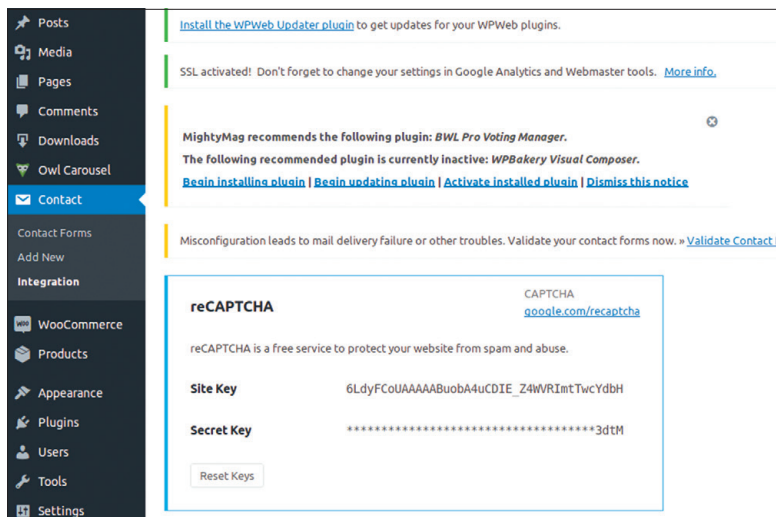 Posts
Media
Pages
Comments
Downloads
Owl Carousel
Contact
Contact Forms
Add New
Integration
WOO
WooCommerce
Products
Appearance
Plugins
Users
Tools
Settings
Install the WPWeb Updater plugin to get updates for your WPWeb plugins.
SSL activated! Don't forget to change your settings in Google Analytics and Webmaster tools. More info.
MightyMag recommends the following plugin: BWL Pro Voting Manager.
The following recommended plugin is currently inactive: WPBakery Visual Composer.
Begin installing plugin | Begin updating plugin | Activate installed plugin | Dismiss this notice
Misconfiguration leads to mail delivery failure or other troubles. Validate your contact forms now. » Validate Contact
reCAPTCHA
CAPTCHA
google.com/recaptcha
reCAPTCHA is a free service to protect your website from spam and abuse.
Site Key 6LdyFCoUAAAAABuobA4uCDIE_Z4WVRImtTwcYdbH
Secret Key ************************************3dtM
Reset Keys